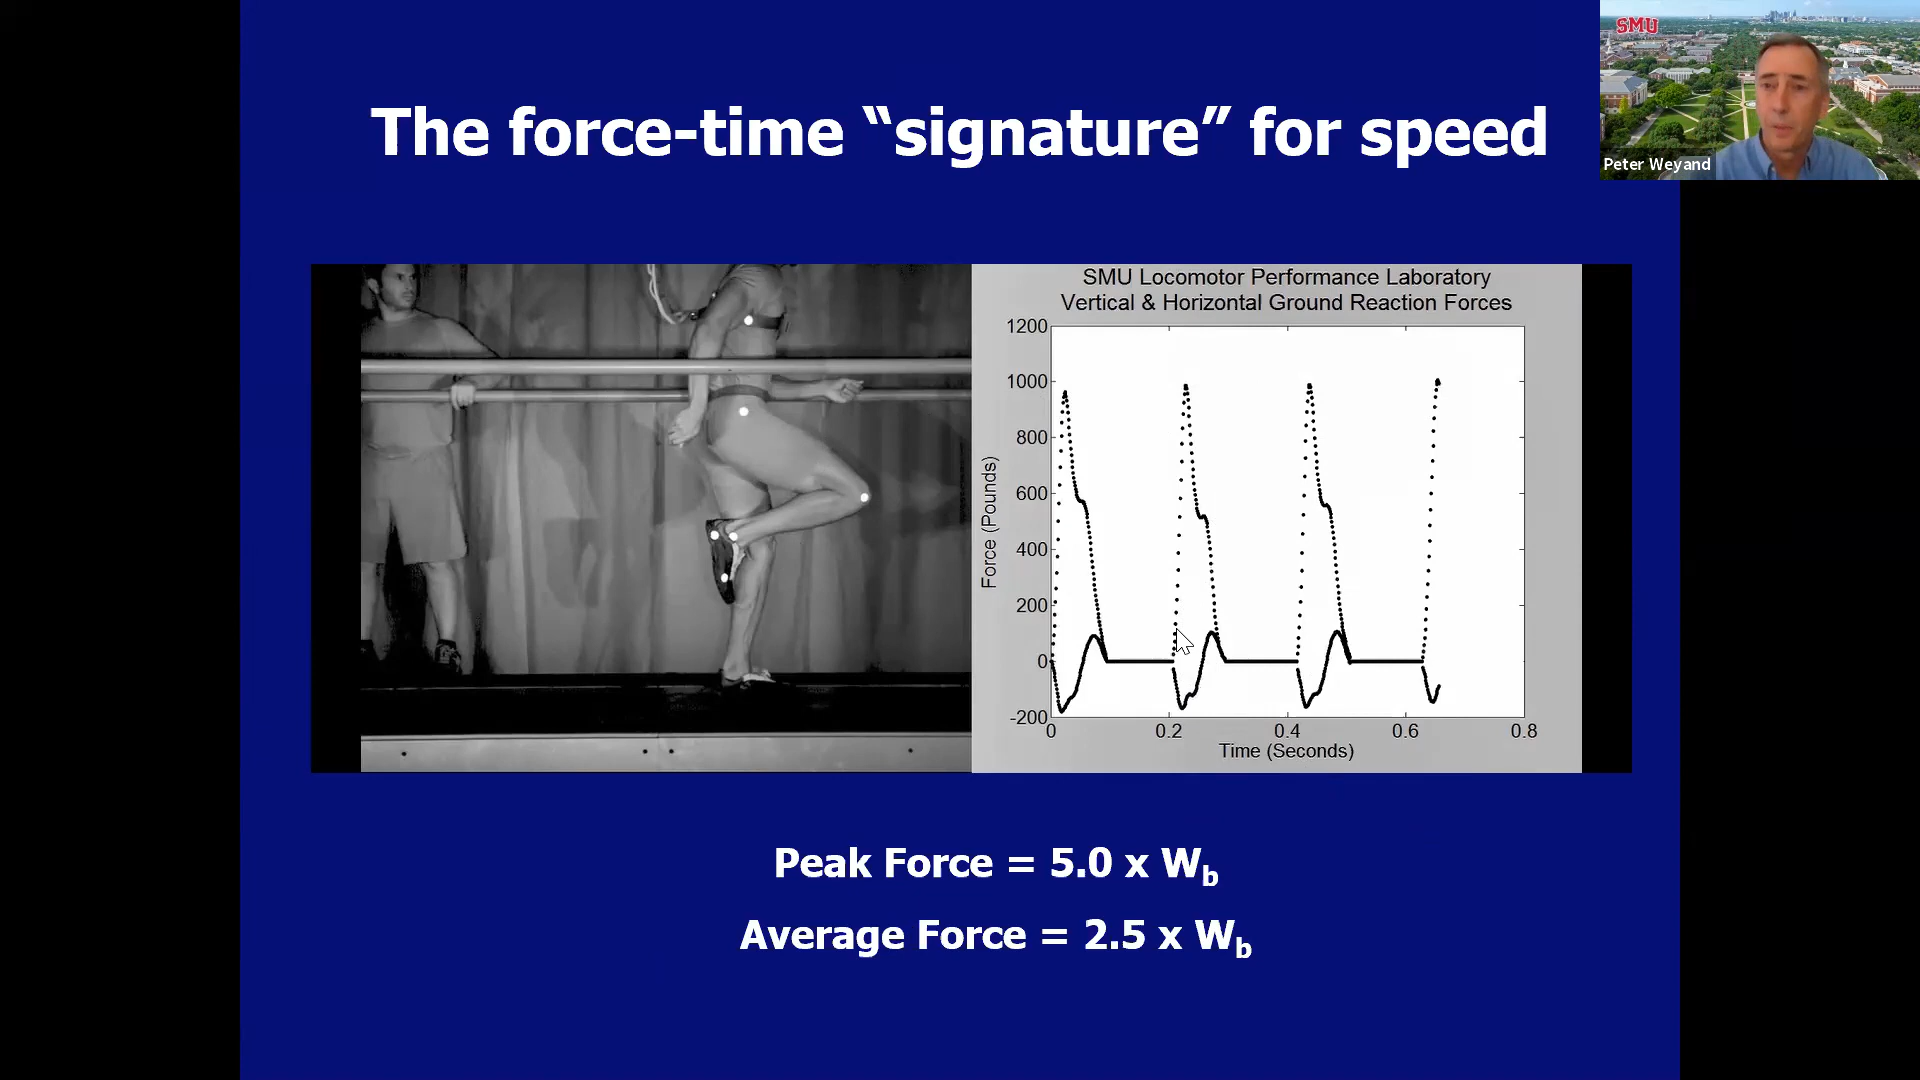 The force-time “signature” for speed
SMU
Peter Weyand
SMU Locomotor Performance Laboratory
Vertical & Horizontal Ground Reaction Forces
1200
1000
800
600
400
200
0
-200
Force (Pounds)
0 0.2 0.4 0.6 0.8
Time (Seconds)
Peak Force = 5.0 x Wb
Average Force = 2.5 x Wb